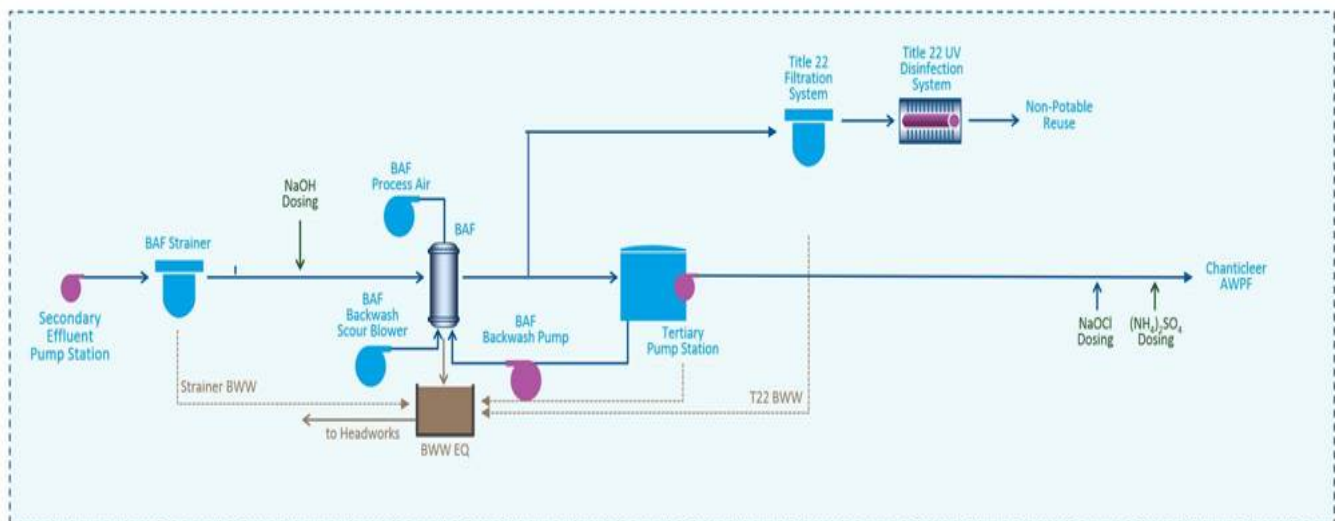 Title 22
Filtration
System
Title 22 UV
Disinfection
System
Non-Potable
Reuse
NaOH
Dosing
BAF
Process Air
BAF
BAF Strainer
Secondary
Effluent
Pump Station
BAF
Backwash
Scour Blower
BAF
Backwash Pump
Tertiary
Pump Station
Chanticleer
AWPF
NaOCl
Dosing
(NH₄)₂SO₄
Dosing
Strainer BWW
T22 BWW
to Headworks
BWW EQ